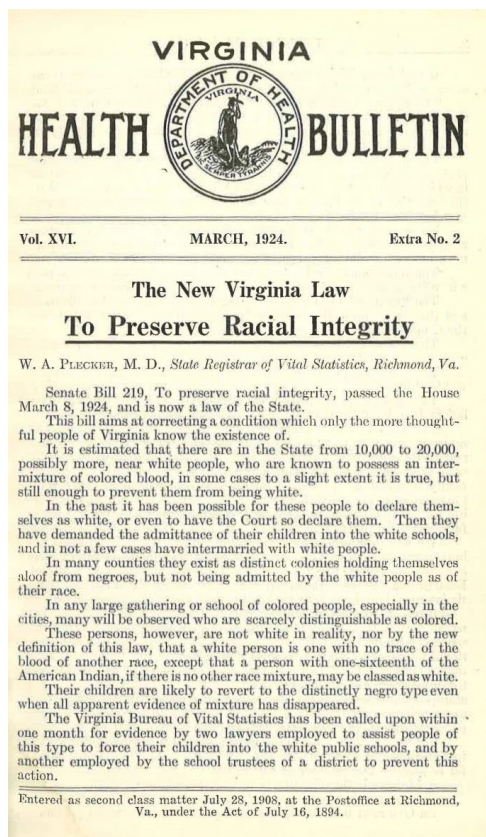 VIRGINIA
HEALTH BULLETIN
DEPARTMENT OF HEALTH
VIRGINIA
SIC SEMPER TYRANNIS
Vol. XVI. MARCH, 1924. Extra No. 2
The New Virginia Law
To Preserve Racial Integrity
W. A. PLECKER, M. D., State Registrar of Vital Statistics, Richmond, Va.
Senate Bill 219, To preserve racial integrity, passed the House
March 8, 1924, and is now a law of the State.
This bill aims at correcting a condition which only the more thought-
ful people of Virginia know the existence of.
It is estimated that there are in the State from 10,000 to 20,000,
possibly more, near white people, who are known to possess an inter-
mixture of colored blood, in some cases to a slight extent it is true, but
still enough to prevent them from being white.
In the past it has been possible for these people to declare them-
selves as white, or even to have the Court so declare them. Then they
have demanded the admittance of their children into the white schools,
and in not a few cases have intermarried with white people.
In many counties they exist as distinct colonies holding themselves
aloof from negroes, but not being admitted by the white people as of
their race.
In any large gathering or school of colored people, especially in the
cities, many will be observed who are scarcely distinguishable as colored.
These persons, however, are not white in reality, nor by the new
definition of this law, that a white person is one with no trace of the
blood of another race, except that a person with one-sixteenth of the
American Indian, if there is no other race mixture, may be classed as white.
Their children are likely to revert to the distinctly negro type even
when all apparent evidence of mixture has disappeared.
The Virginia Bureau of Vital Statistics has been called upon within
one month for evidence by two lawyers employed to assist people of
this type to force their children into the white public schools, and by
another employed by the school trustees of a district to prevent this
action.
Entered as second class matter July 28, 1908, at the Postoffice at Richmond,
Va., under the Act of July 16, 1894.